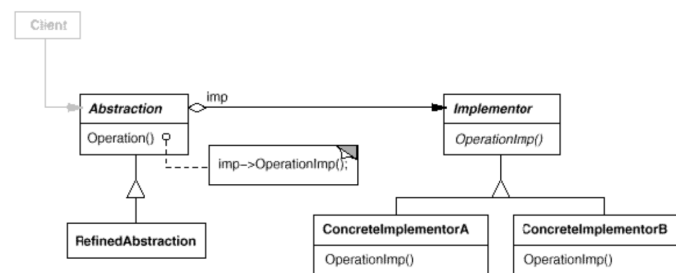 Client
imp
Abstraction
Implementor
Operation()
OperationImp()
imp->OperationImp();
RefinedAbstraction
ConcreteImplementorA
ConcreteImplementorB
OperationImp()
OperationImp()